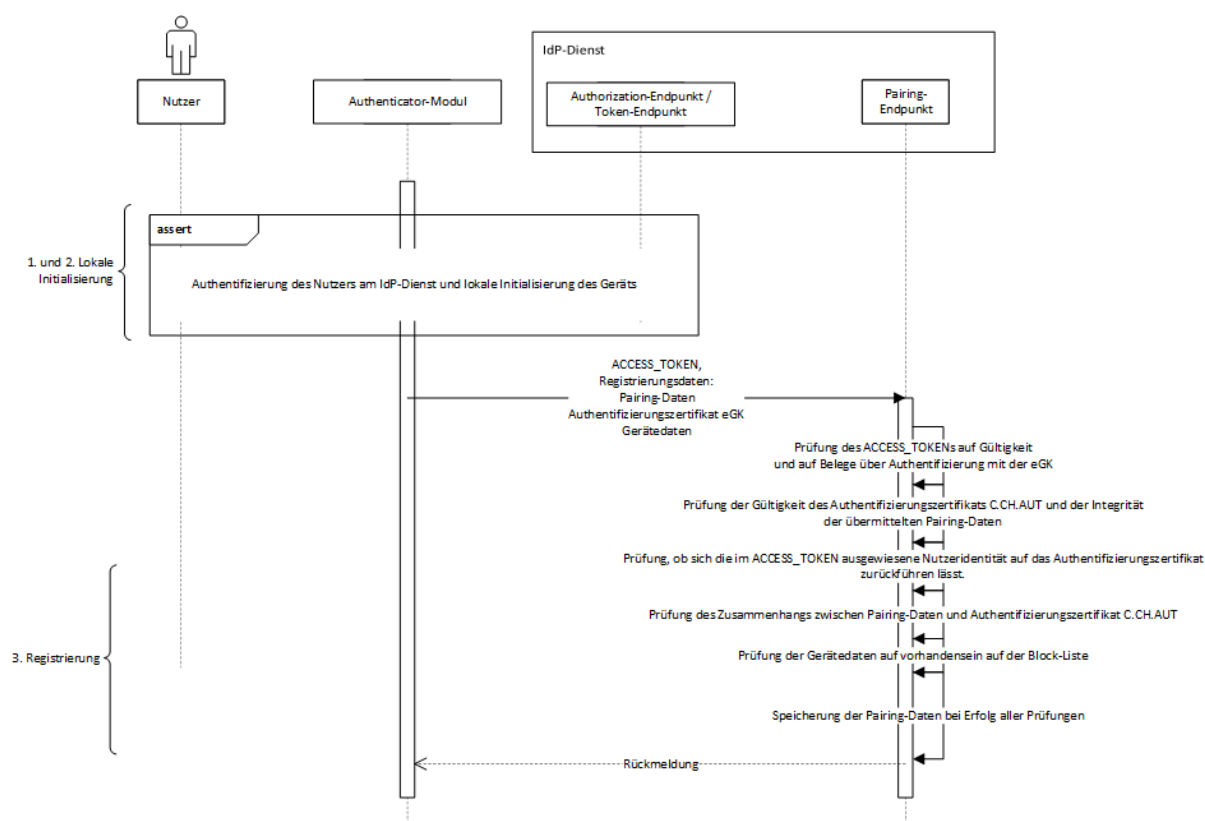 IdP-Dienst
Nutzer
Authenticator-Modul
Authorization-Endpunkt /
Token-Endpunkt
Pairing-
Endpunkt
assert
1. und 2. Lokale
Initialisierung
Authentifizierung des Nutzers am IdP-Dienst und lokale Initialisierung des Geräts
ACCESS_TOKEN,
Registrierungsdaten:
Pairing-Daten
Authentifizierungszertifikat eGK
Gerätedaten
Prüfung des ACCESS_TOKENs auf Gültigkeit
und auf Belege über Authentifizierung mit der eGK
Prüfung der Gültigkeit des Authentifizierungszertifikats C.CH.AUT und der Integrität
der übermittelten Pairing-Daten
Prüfung, ob sich die im ACCESS_TOKEN ausgewiesene Nutzeridentität auf das Authentifizierungszertifikat
zurückführen lässt.
Prüfung des Zusammenhangs zwischen Pairing-Daten und Authentifizierungszertifikat C.CH.AUT
3. Registrierung
Prüfung der Gerätedaten auf vorhandensein auf der Block-Liste
Speicherung der Pairing-Daten bei Erfolg aller Prüfungen
Rückmeldung